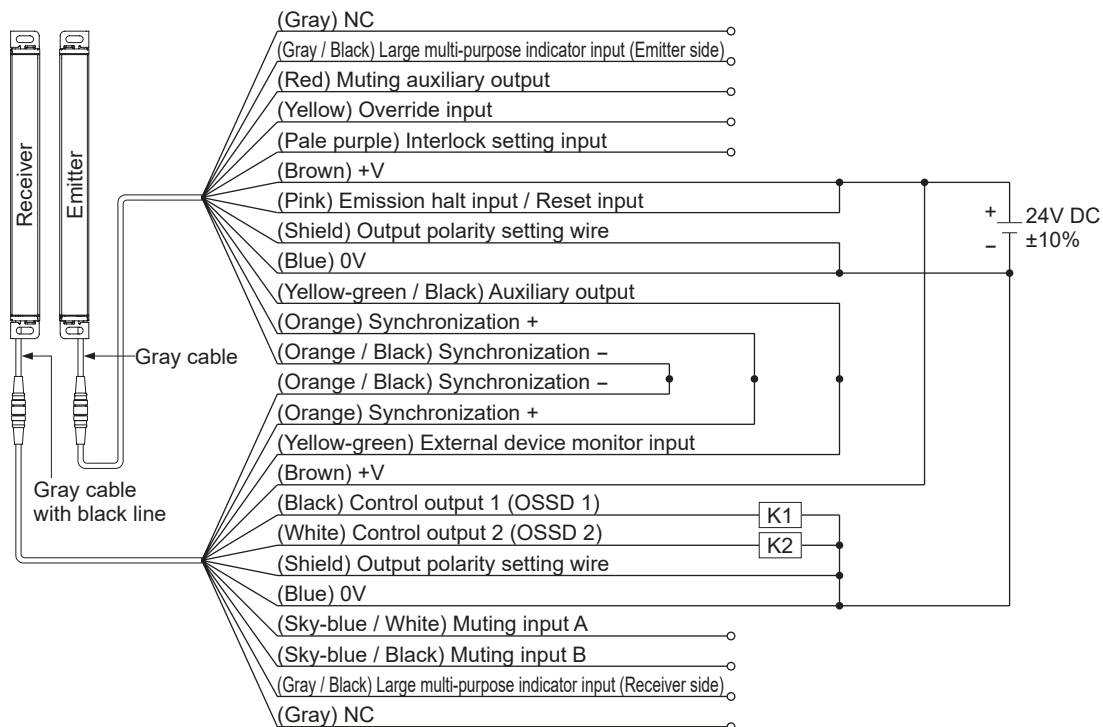 Receiver
Emitter
Gray cable
Gray cable
with black line
(Gray) NC
(Gray / Black) Large multi-purpose indicator input (Emitter side)
(Red) Muting auxiliary output
(Yellow) Override input
(Pale purple) Interlock setting input
(Brown) +V
(Pink) Emission halt input / Reset input
(Shield) Output polarity setting wire
(Blue) 0V
(Yellow-green / Black) Auxiliary output
(Orange) Synchronization +
(Orange / Black) Synchronization –
(Orange / Black) Synchronization –
(Orange) Synchronization +
(Yellow-green) External device monitor input
(Brown) +V
(Black) Control output 1 (OSSD 1)
(White) Control output 2 (OSSD 2)
(Shield) Output polarity setting wire
(Blue) 0V
(Sky-blue / White) Muting input A
(Sky-blue / Black) Muting input B
(Gray / Black) Large multi-purpose indicator input (Receiver side)
(Gray) NC
K1
K2
+
–
24V DC
±10%